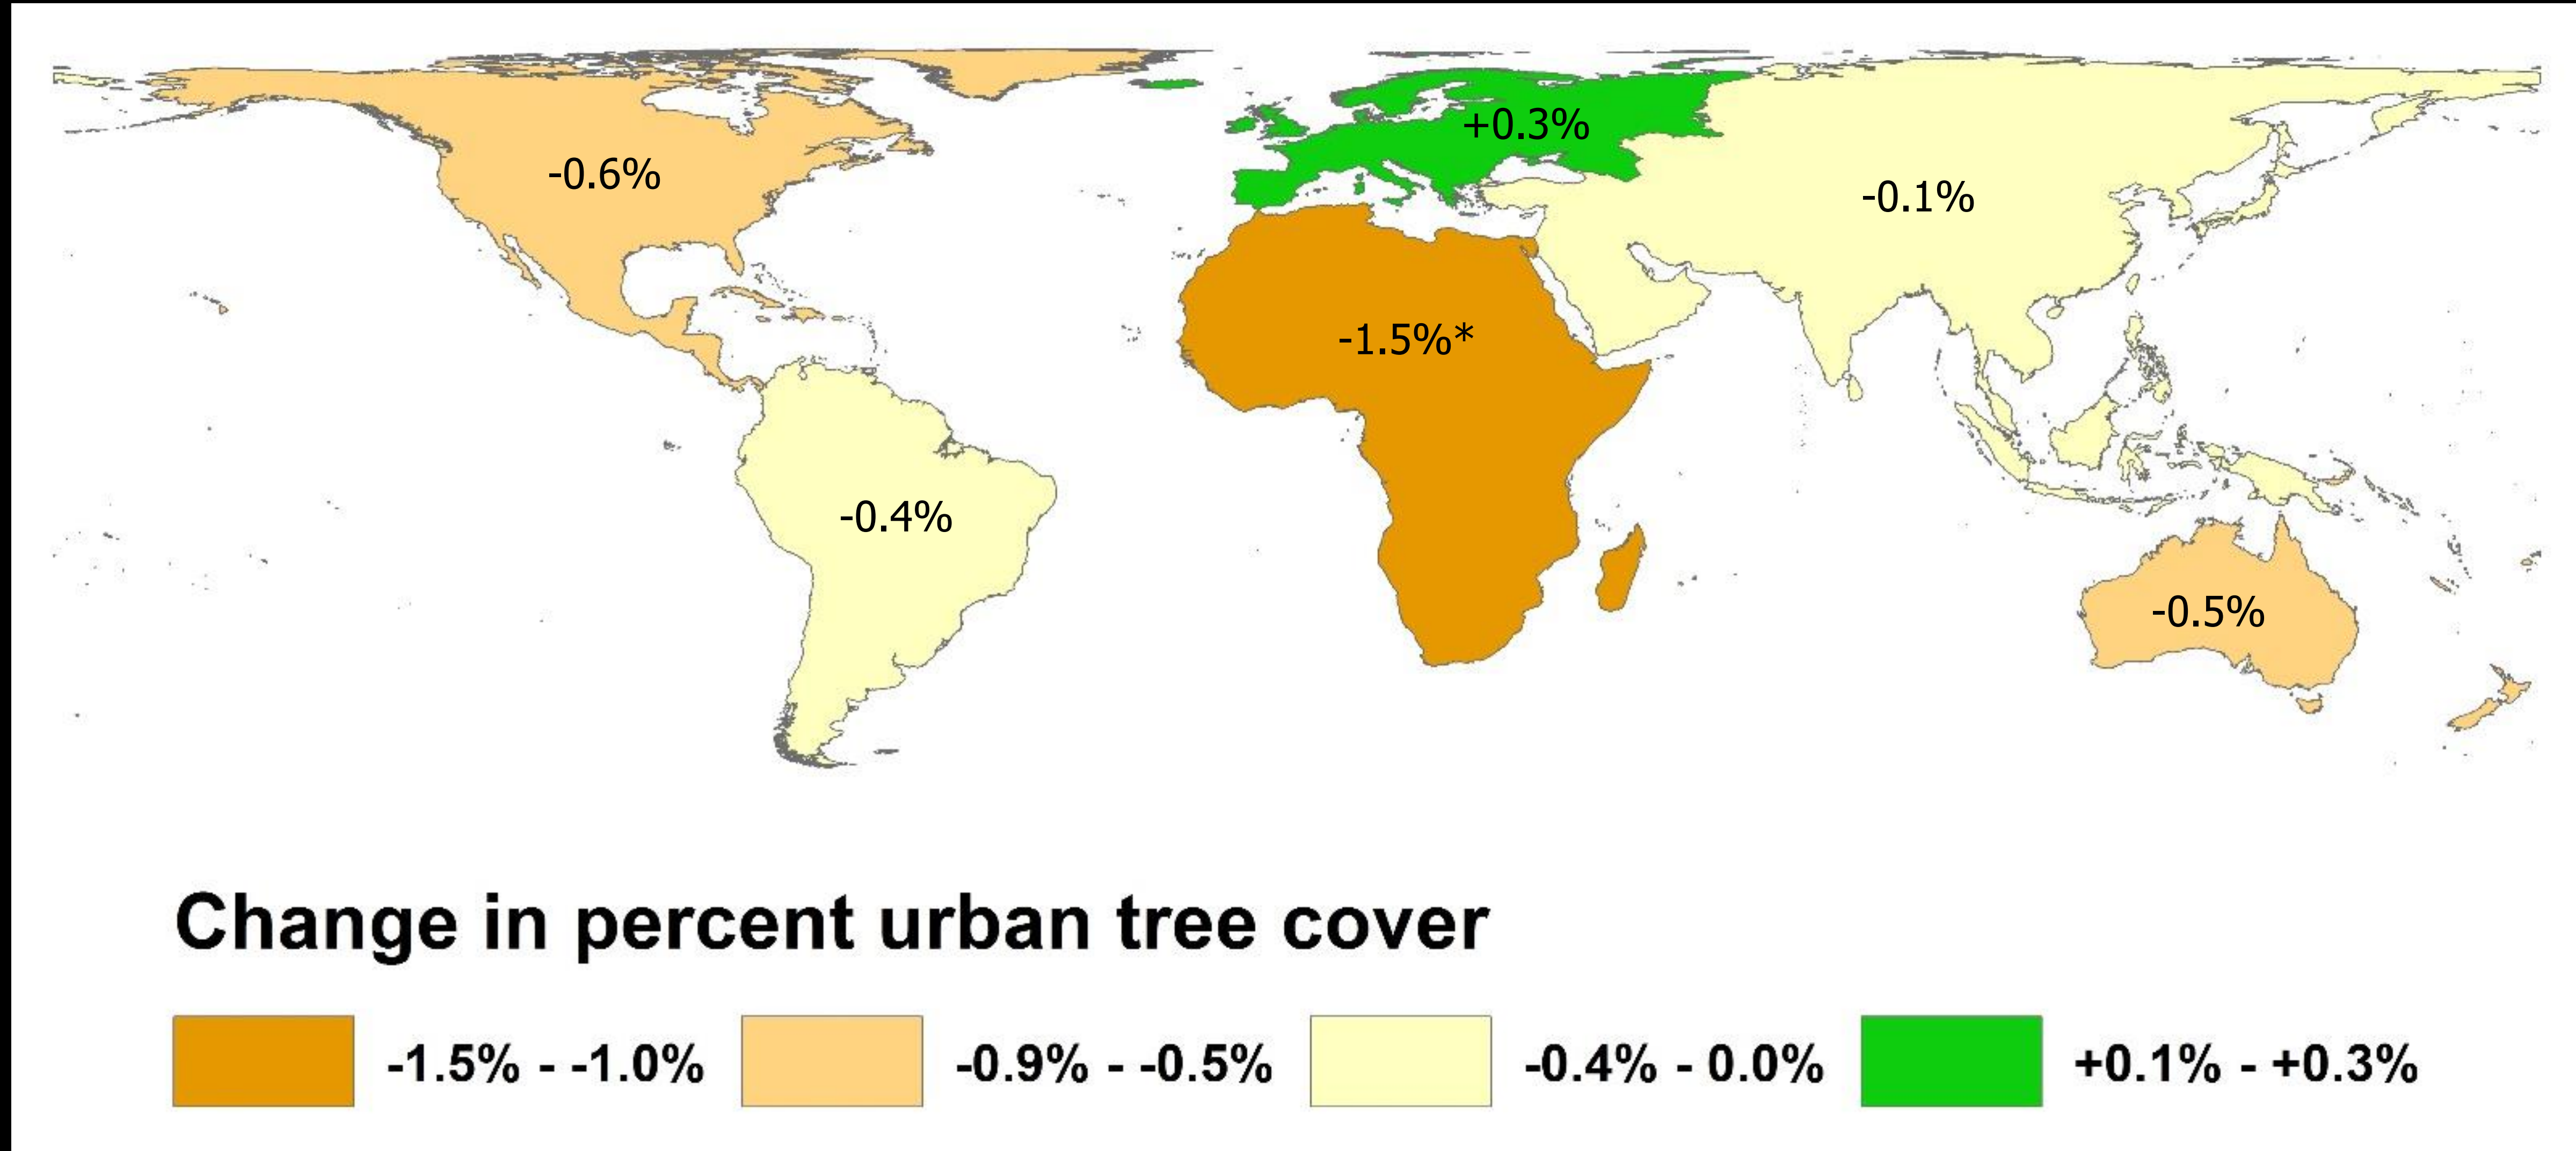 +0.3%
-0.6%
-0.1%
-1.5%*
-0.4%
-0.5%
Change in percent urban tree cover
-1.5% - -1.0%
-0.9% - -0.5%
-0.4% - 0.0%
+0.1% - +0.3%